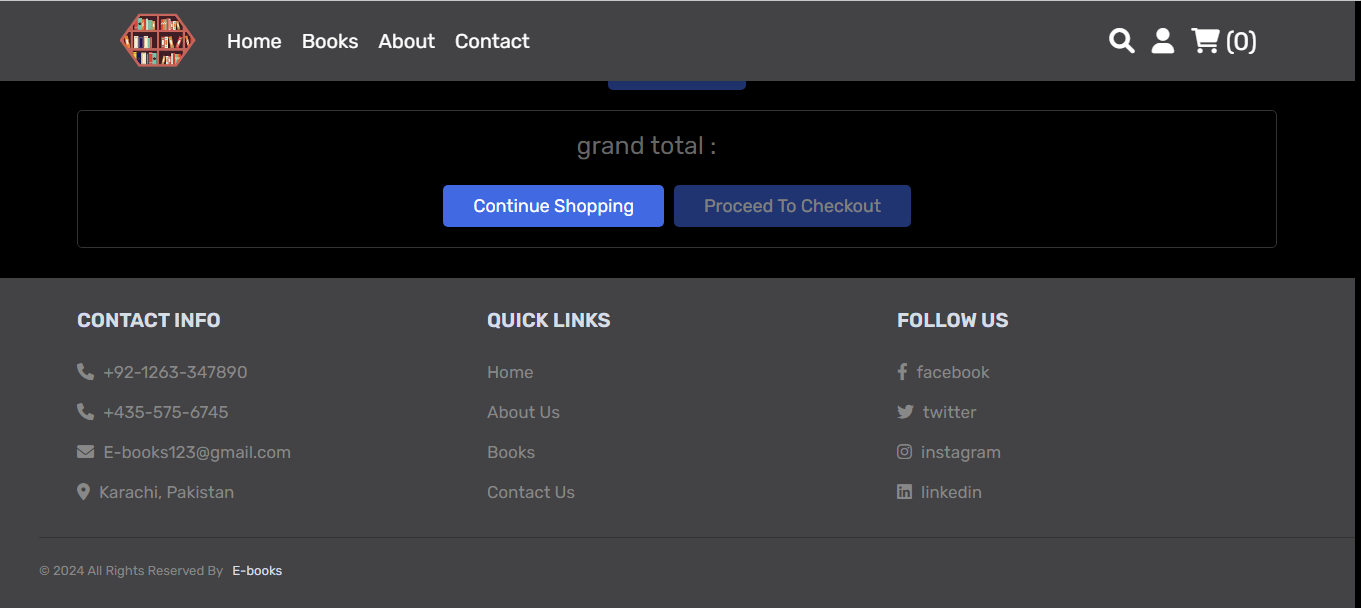 Home Books About Contact (0)
grand total :
Continue Shopping Proceed To Checkout
CONTACT INFO QUICK LINKS FOLLOW US
+92-1263-347890 Home facebook
+435-575-6745 About Us twitter
E-books123@gmail.com Books instagram
Karachi, Pakistan Contact Us linkedin
© 2024 All Rights Reserved By E-books